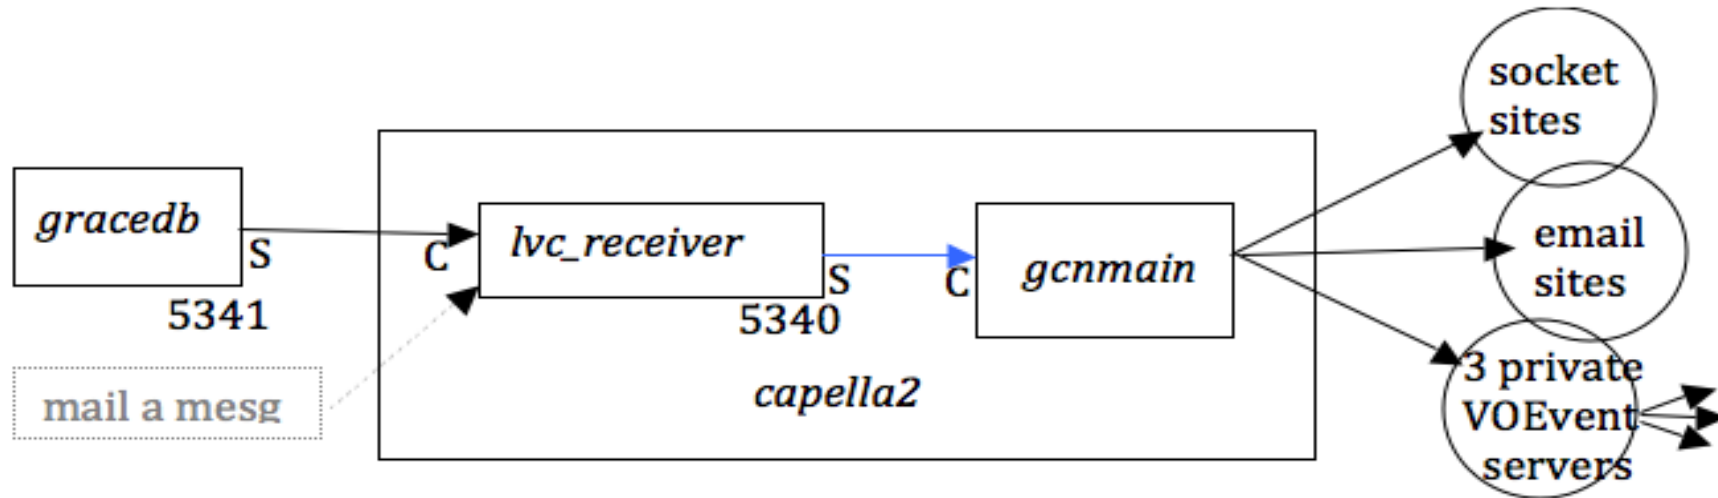 gracedb
S
5341
mail a mesg
C
lvc_receiver
S
5340
C
gcnmain
capella2
socket
sites
email
sites
3 private
VOEvent
servers